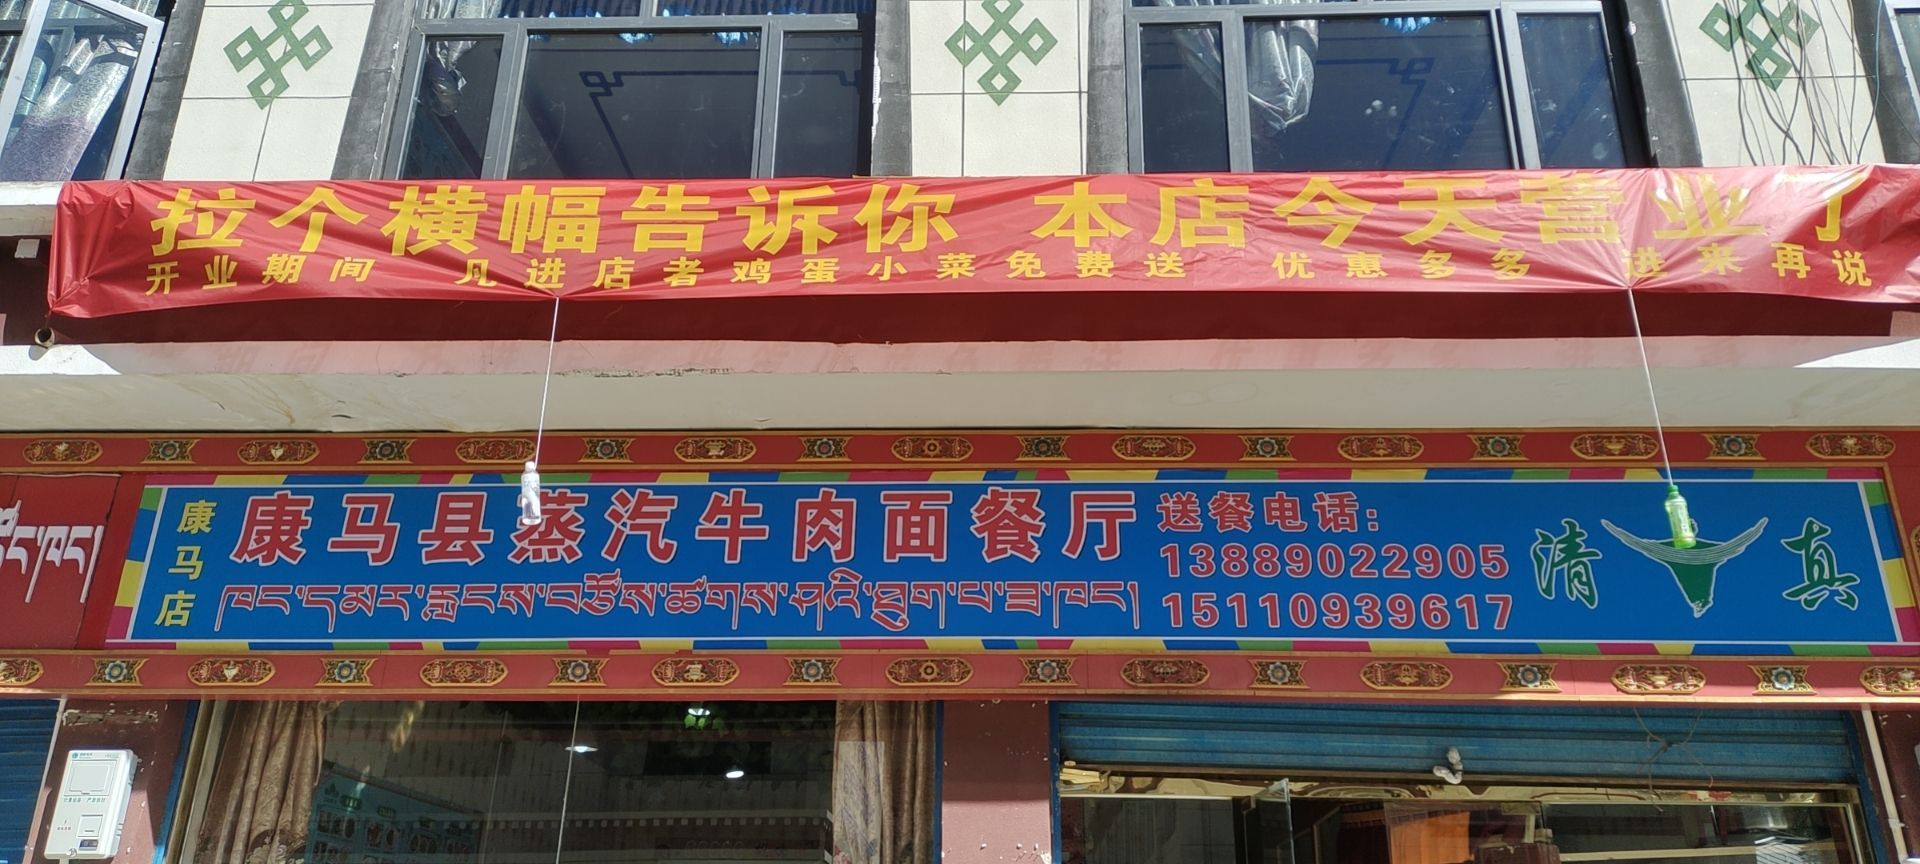 拉个横幅告诉你 本店今天营业了
开业期间 凡进店者鸡蛋小菜免费送 优惠多多 进来再说
康马店
康马县蒸汽牛肉面餐厅
ཁང་དམར་རླངས་བཙོས་ཚགས་ཤའི་ཐུག་པ་ཟ་ཁང།
送餐电话:
13889022905
15110939617
清真